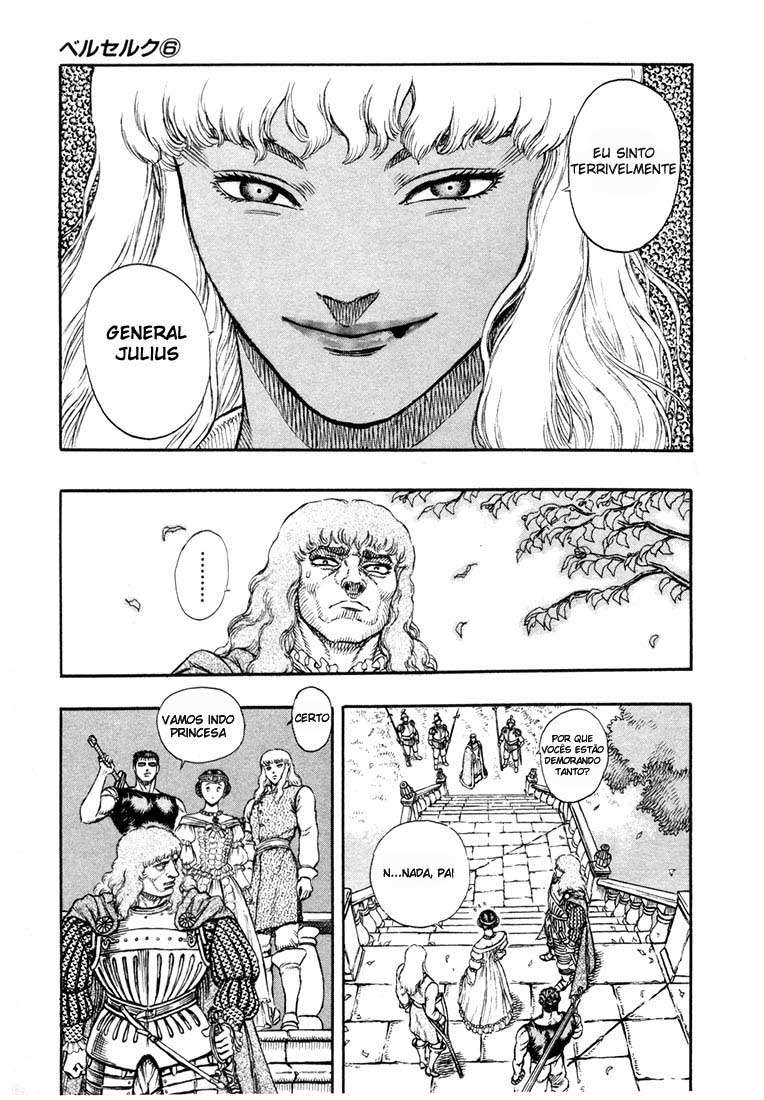 ベルセルク⑥
EU SINTO
TERRIVELMENTE
GENERAL
JULIUS
........
POR QUE
VOCÊS ESTÃO
DEMORANDO
TANTO?
N...NADA, PAI
CERTO
VAMOS INDO
PRINCESA